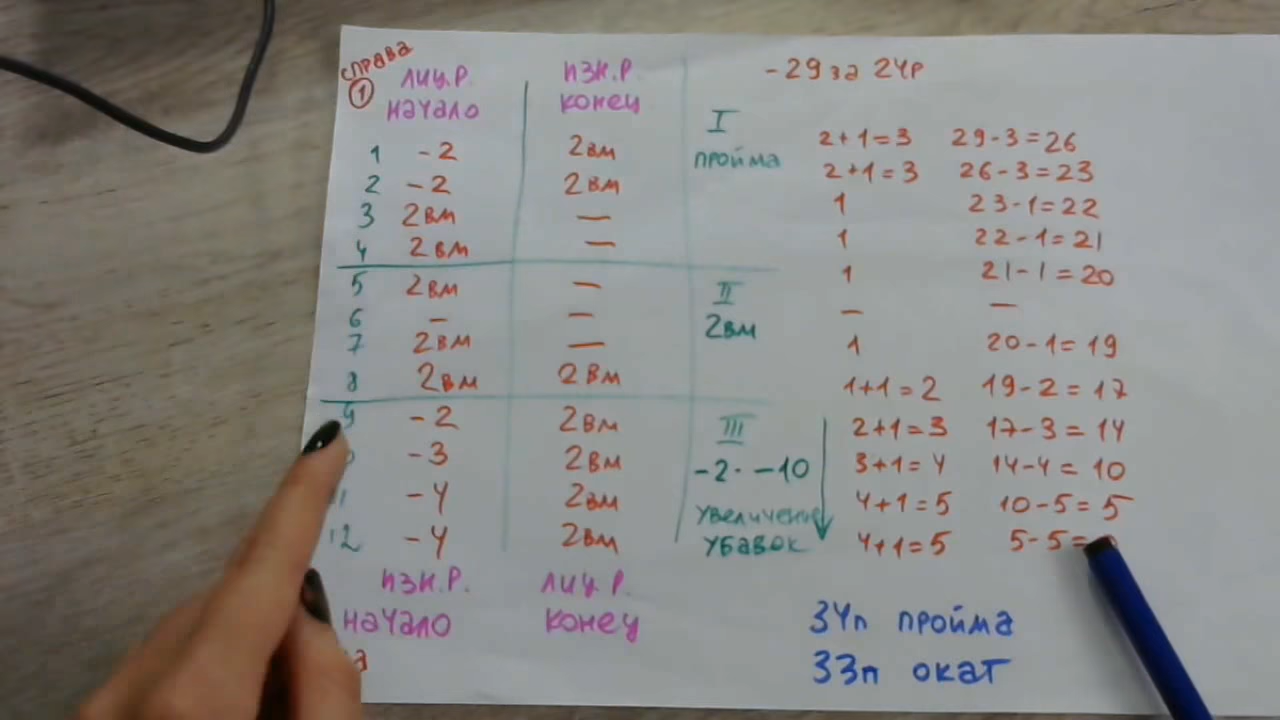 справа
1
лиц.р. начало
изн.р. конец
-29 за 24р
1 -2 2вм I пройма 2+1=3 29-3=26
2 -2 2вм 2+1=3 26-3=23
3 2вм — 1 23-1=22
4 2вм — 1 22-1=21
5 2вм — II 2вм 1 21-1=20
6 — — — —
7 2вм — 1 20-1=19
8 2вм 2вм 1+1=2 19-2=17
9 -2 2вм III 2+1=3 17-3=14
-3 2вм -2. -10 3+1=4 14-4=10
-4 2вм увеличение 4+1=5 10-5=5
12 -4 2вм убавок 4+1=5 5-5=
изн.р. начало
лиц.р. конец
34п пройма
33п окат